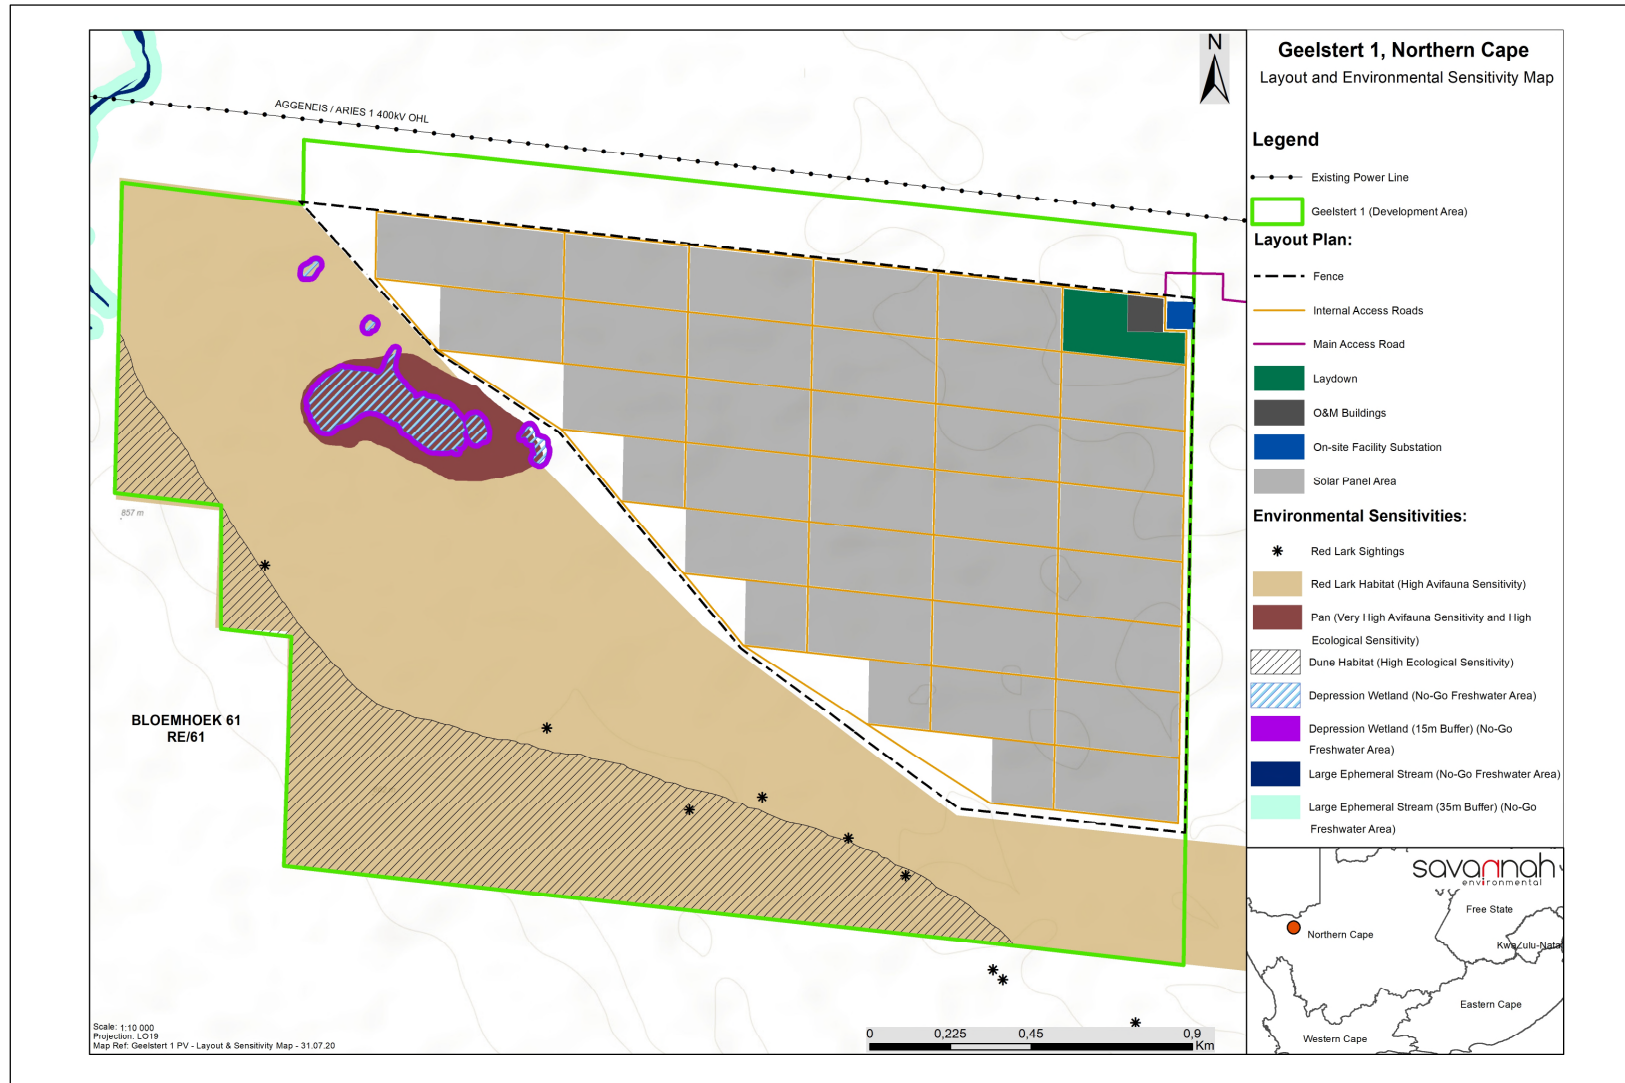 AGGENEIS / ARIES 1 400kV OHL
857 m
BLOEMHOEK 61
RE/61
Scale: 1:10 000
Projection: LO19
Map Ref: Geelstert 1 PV - Layout & Sensitivity Map - 31.07.20
0 0,225 0,45 0,9
Km
N
Geelstert 1, Northern Cape
Layout and Environmental Sensitivity Map
Legend
Existing Power Line
Geelstert 1 (Development Area)
Layout Plan:
Fence
Internal Access Roads
Main Access Road
Laydown
O&M Buildings
On-site Facility Substation
Solar Panel Area
Environmental Sensitivities:
Red Lark Sightings
Red Lark Habitat (High Avifauna Sensitivity)
Pan (Very High Avifauna Sensitivity and High
Ecological Sensitivity)
Dune Habitat (High Ecological Sensitivity)
Depression Wetland (No-Go Freshwater Area)
Depression Wetland (15m Buffer) (No-Go
Freshwater Area)
Large Ephemeral Stream (No-Go Freshwater Area)
Large Ephemeral Stream (35m Buffer) (No-Go
Freshwater Area)
savannah
environmental
Free State
Northern Cape
KwaZulu-Natal
Eastern Cape
Western Cape